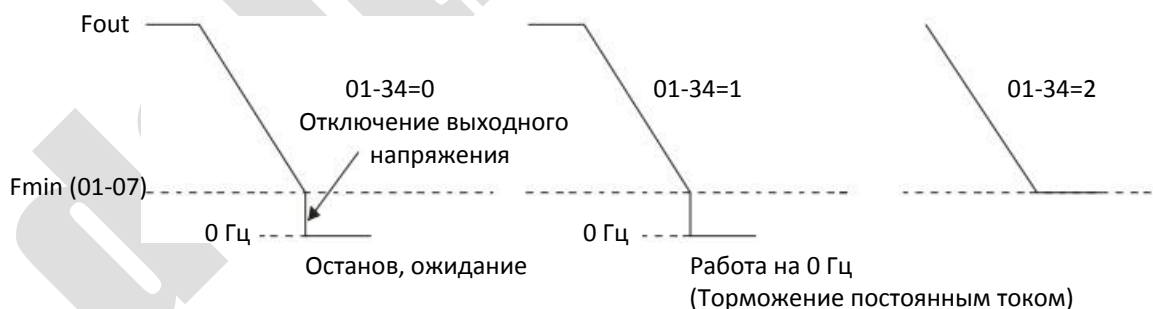 Fout
01-34=0
01-34=1
01-34=2
Отключение выходного
напряжения
Fmin (01-07)
0 Гц
0 Гц
Останов, ожидание
Работа на 0 Гц
(Торможение постоянным током)